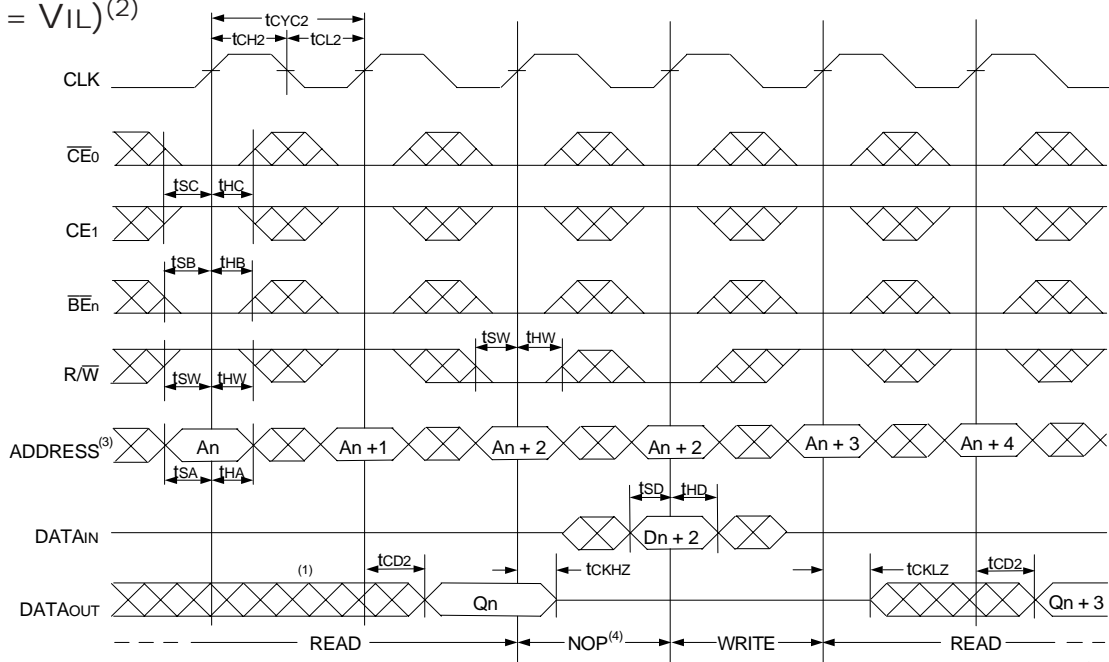 = VIL)(2)
tCYC2
tCH2 tCL2
CLK
CE0
tSC tHC
CE1
tSB tHB
BEn
tSW tHW
R/W
tSW tHW
ADDRESS(3) An An +1 An + 2 An + 2 An + 3 An + 4
tSA tHA
tSD tHD
DATAIN Dn + 2
(1) tCD2 tCKHZ tCKLZ tCD2
DATAOUT Qn Qn + 3
READ NOP(4) WRITE READ